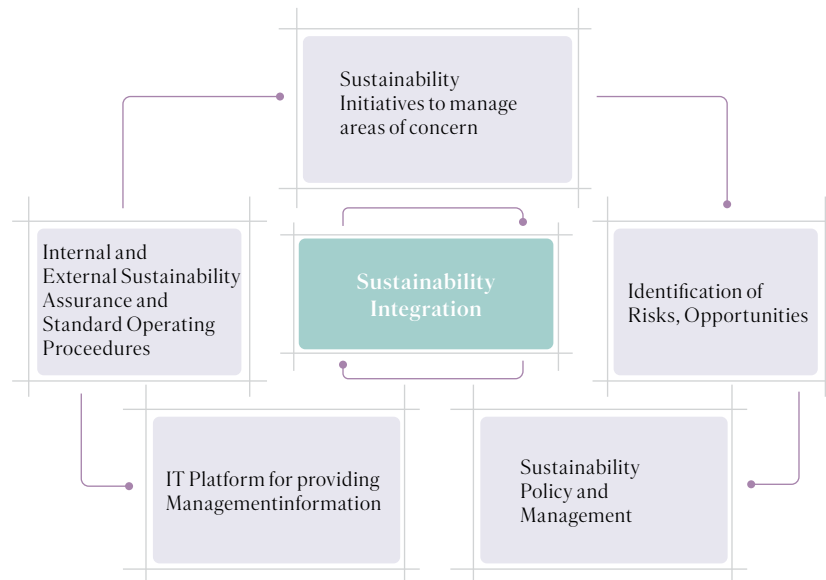 Sustainability
Initiatives to manage
areas of concern
Internal and
External Sustainability
Assurance and
Standard Operating
Proceedures
Sustainability
Integration
Identification of
Risks, Opportunities
IT Platform for providing
Managementinformation
Sustainability
Policy and
Management